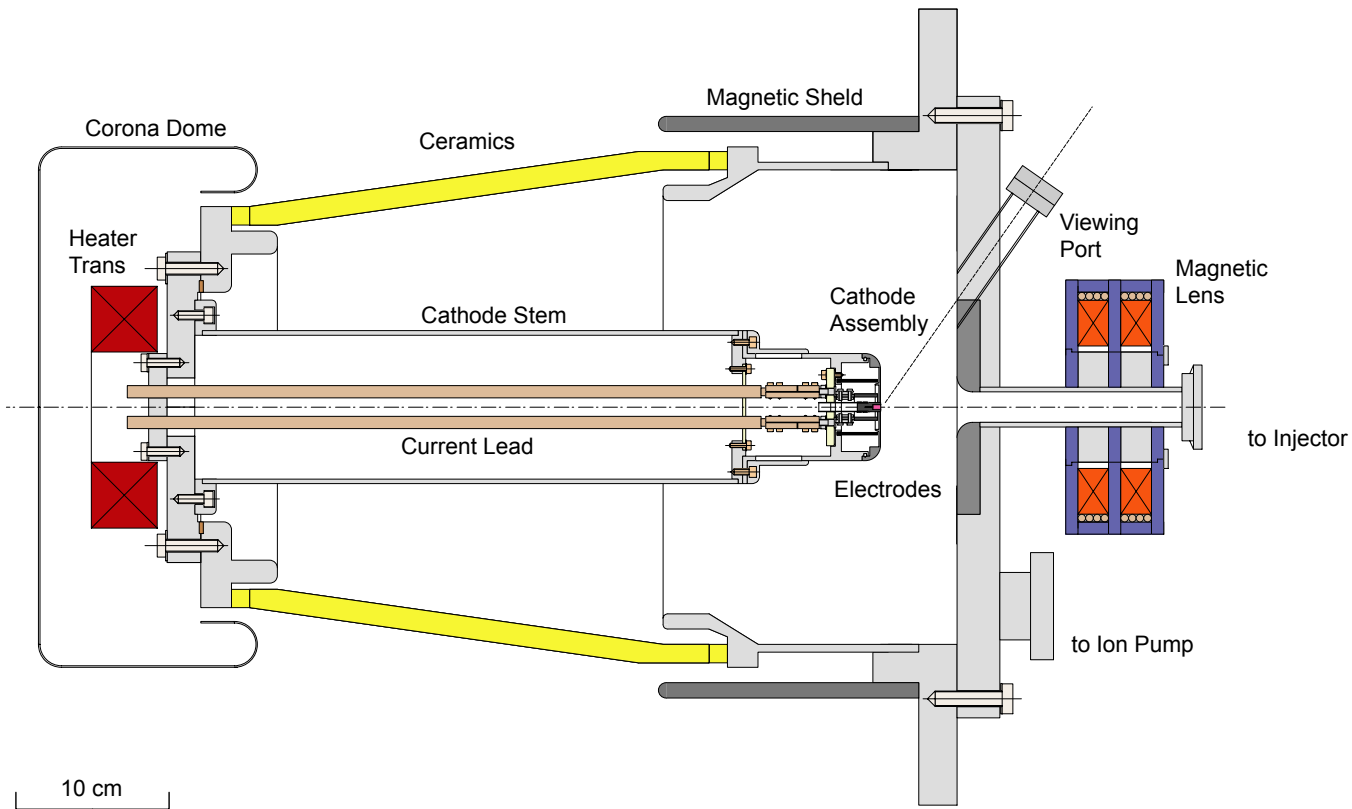 Magnetic Sheld
Corona Dome
Ceramics
Heater
Trans
Viewing
Port
Magnetic
Lens
Cathode
Assembly
Cathode Stem
Current Lead
to Injector
Electrodes
to Ion Pump
10 cm